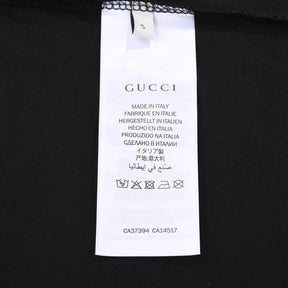 S
GUCCI
MADE IN ITALY
FABRIQUE EN ITALIE
HERGESTELLT IN ITALIEN
HECHO EN ITALIA
PRODUZIDO NA ITALIA
СДЕЛАНО В ИТАЛИИ
イタリア製
产地:意大利
صنع في إيطاليا
CA37394 CA14517